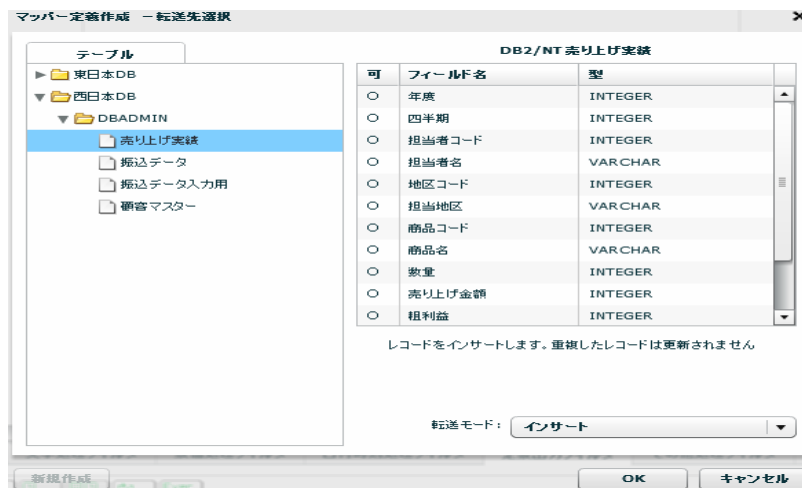 マッパー定義作成 －転送先選択
テーブル
東日本DB
西日本DB
DBADMIN
売り上げ実績
振込データ
振込データ入力用
顧客マスター
DB2/NT 売り上げ実績
可 フィールド名 型
○ 年度 INTEGER
○ 四半期 INTEGER
○ 担当者コード INTEGER
○ 担当者名 VARCHAR
○ 地区コード INTEGER
○ 担当地区 VARCHAR
○ 商品コード INTEGER
○ 商品名 VARCHAR
○ 数量 INTEGER
○ 売り上げ金額 INTEGER
○ 粗利益 INTEGER
レコードをインサートします。重複したレコードは更新されません
転送モード： インサート
新規作成
OK キャンセル